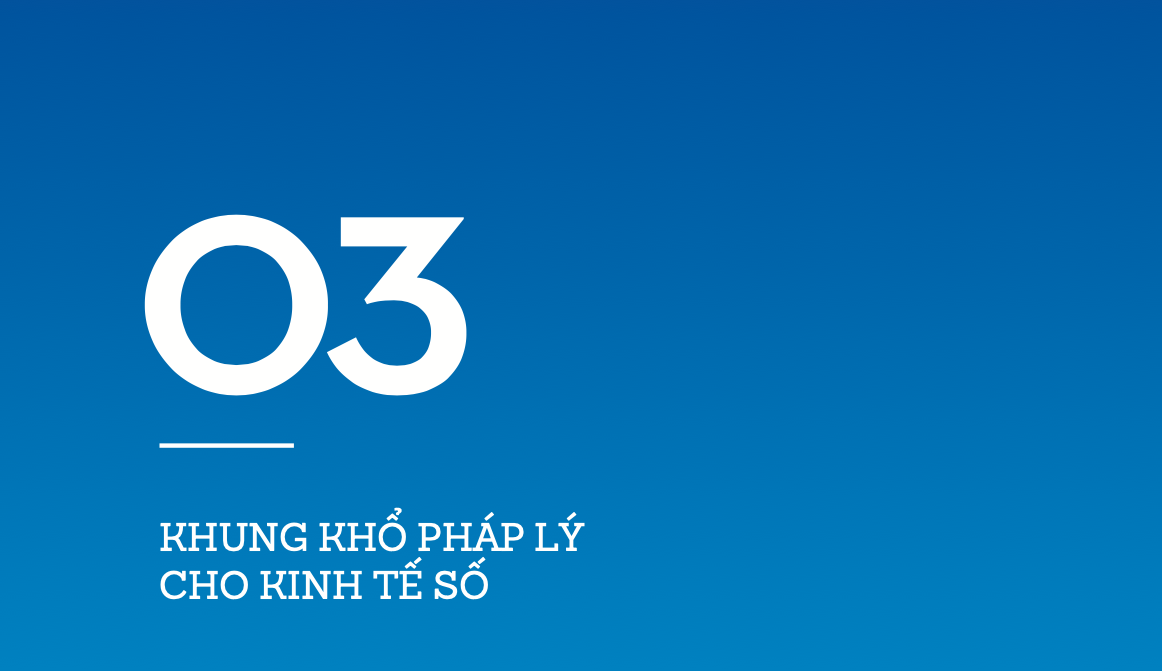 03
KHUNG KHỔ PHÁP LÝ
CHO KINH TẾ SỐ